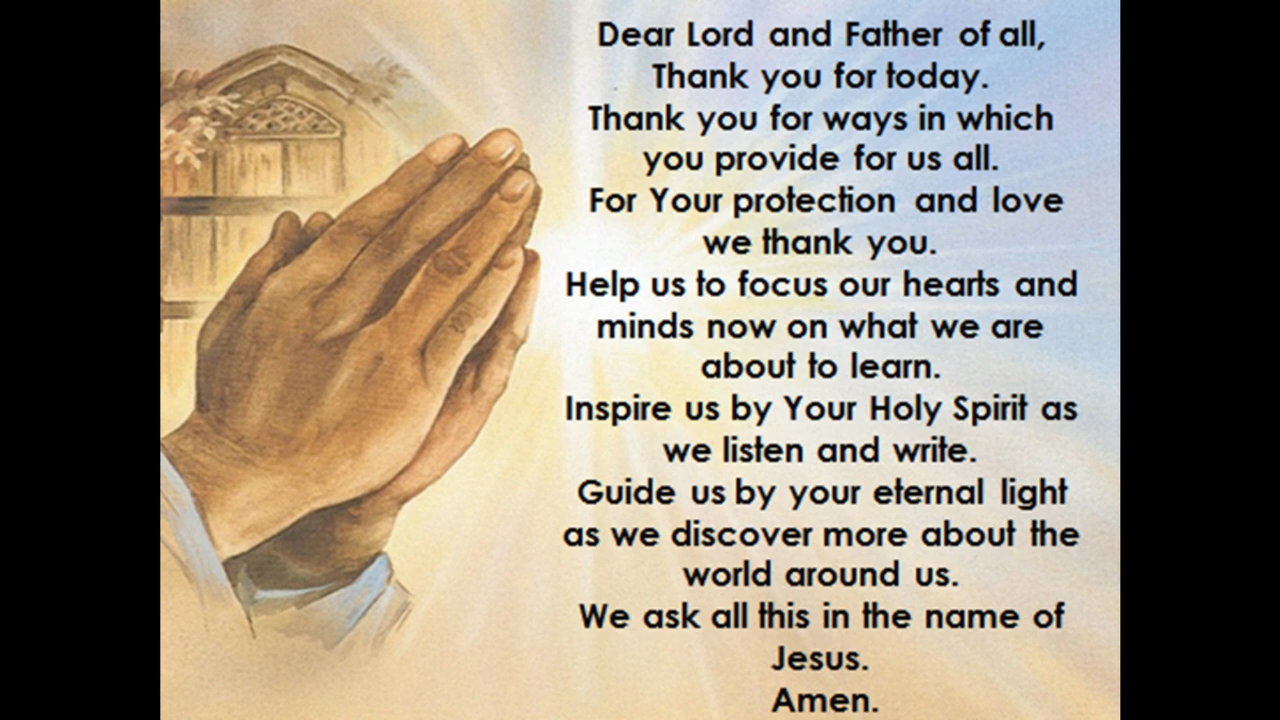 Dear Lord and Father of all,
Thank you for today.
Thank you for ways in which
you provide for us all.
For Your protection and love
we thank you.
Help us to focus our hearts and
minds now on what we are
about to learn.
Inspire us by Your Holy Spirit as
we listen and write.
Guide us by your eternal light
as we discover more about the
world around us.
We ask all this in the name of
Jesus.
Amen.